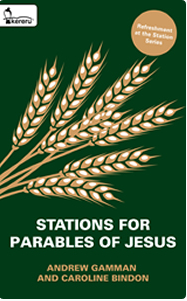 kereru
Refreshment
at the Station
Series
STATIONS FOR
PARABLES OF JESUS
ANDREW GAMMAN
AND CAROLINE BINDON